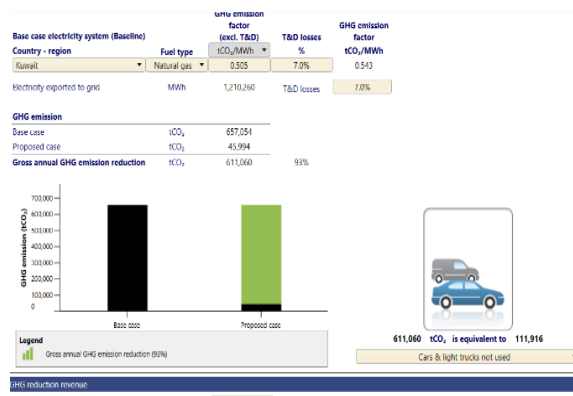 GHG emission
factor
(excl. T&D)
T&D losses
GHG emission
factor
Base case electricity system (Baseline)
Country - region
Fuel type
tCO₂/MWh
%
tCO₂/MWh
Kuwait
Natural gas
0.505
7.0%
0.543
Electricity exported to grid
MWh
1,210,260
T&D losses
7.0%
GHG emission
Base case
tCO₂
657,054
Proposed case
tCO₂
45,994
Gross annual GHG emission reduction
tCO₂
611,060
93%
GHG emission (tCO₂)
700,000
600,000
500,000
400,000
300,000
200,000
100,000
0
Base case
Proposed case
Legend
Gross annual GHG emission reduction (93%)
611,060 tCO₂ is equivalent to 111,916
Cars & light trucks not used
GHG reduction revenue